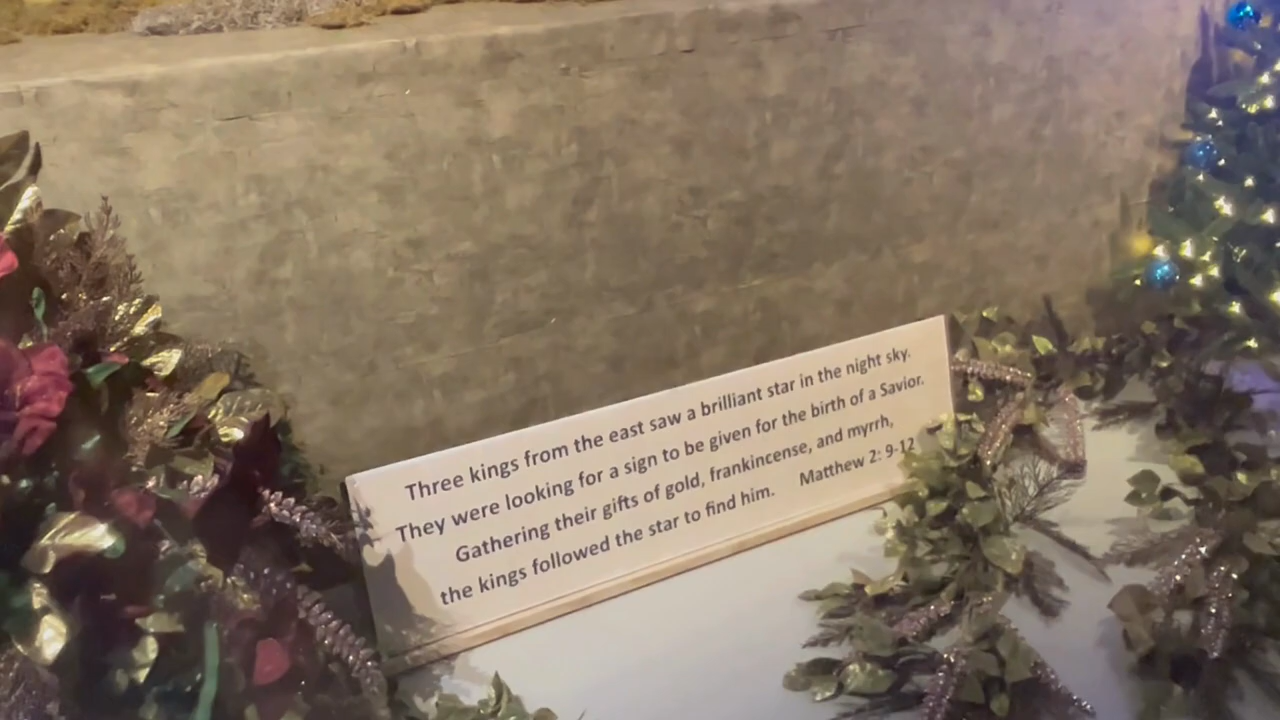 Three kings from the east saw a brilliant star in the night sky.
They were looking for a sign to be given for the birth of a Savior.
Gathering their gifts of gold, frankincense, and myrrh,
the kings followed the star to find him. Matthew 2: 9-12